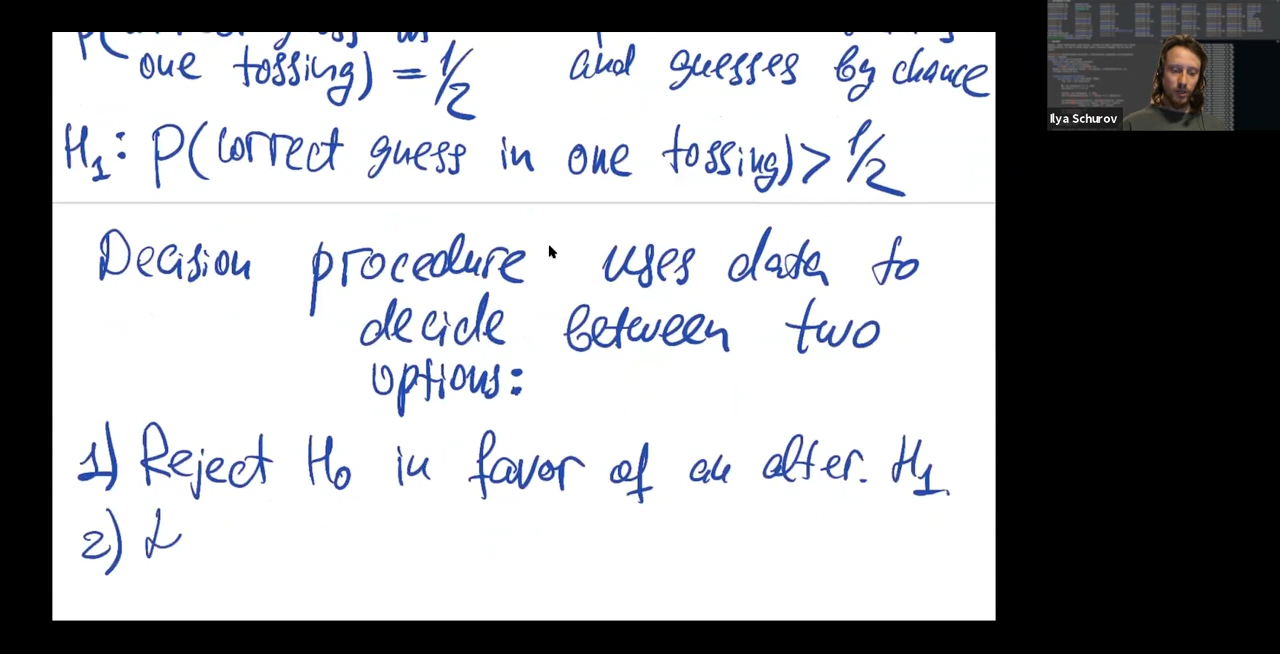 one tossing) = 1/2 and guesses by chance
H1: P(correct guess in one tossing) > 1/2
Decision procedure uses data to
decide between two
options:
1) Reject H0 in favor of an alter. H1
2)
Ilya Schurov